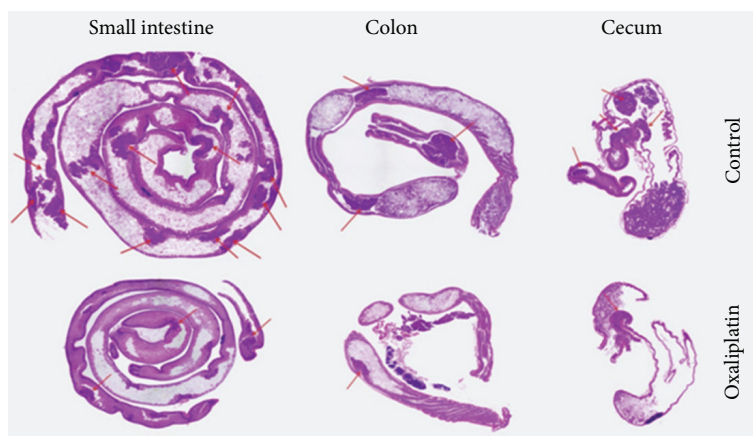 Small intestine
Colon
Cecum
Control
Oxaliplatin